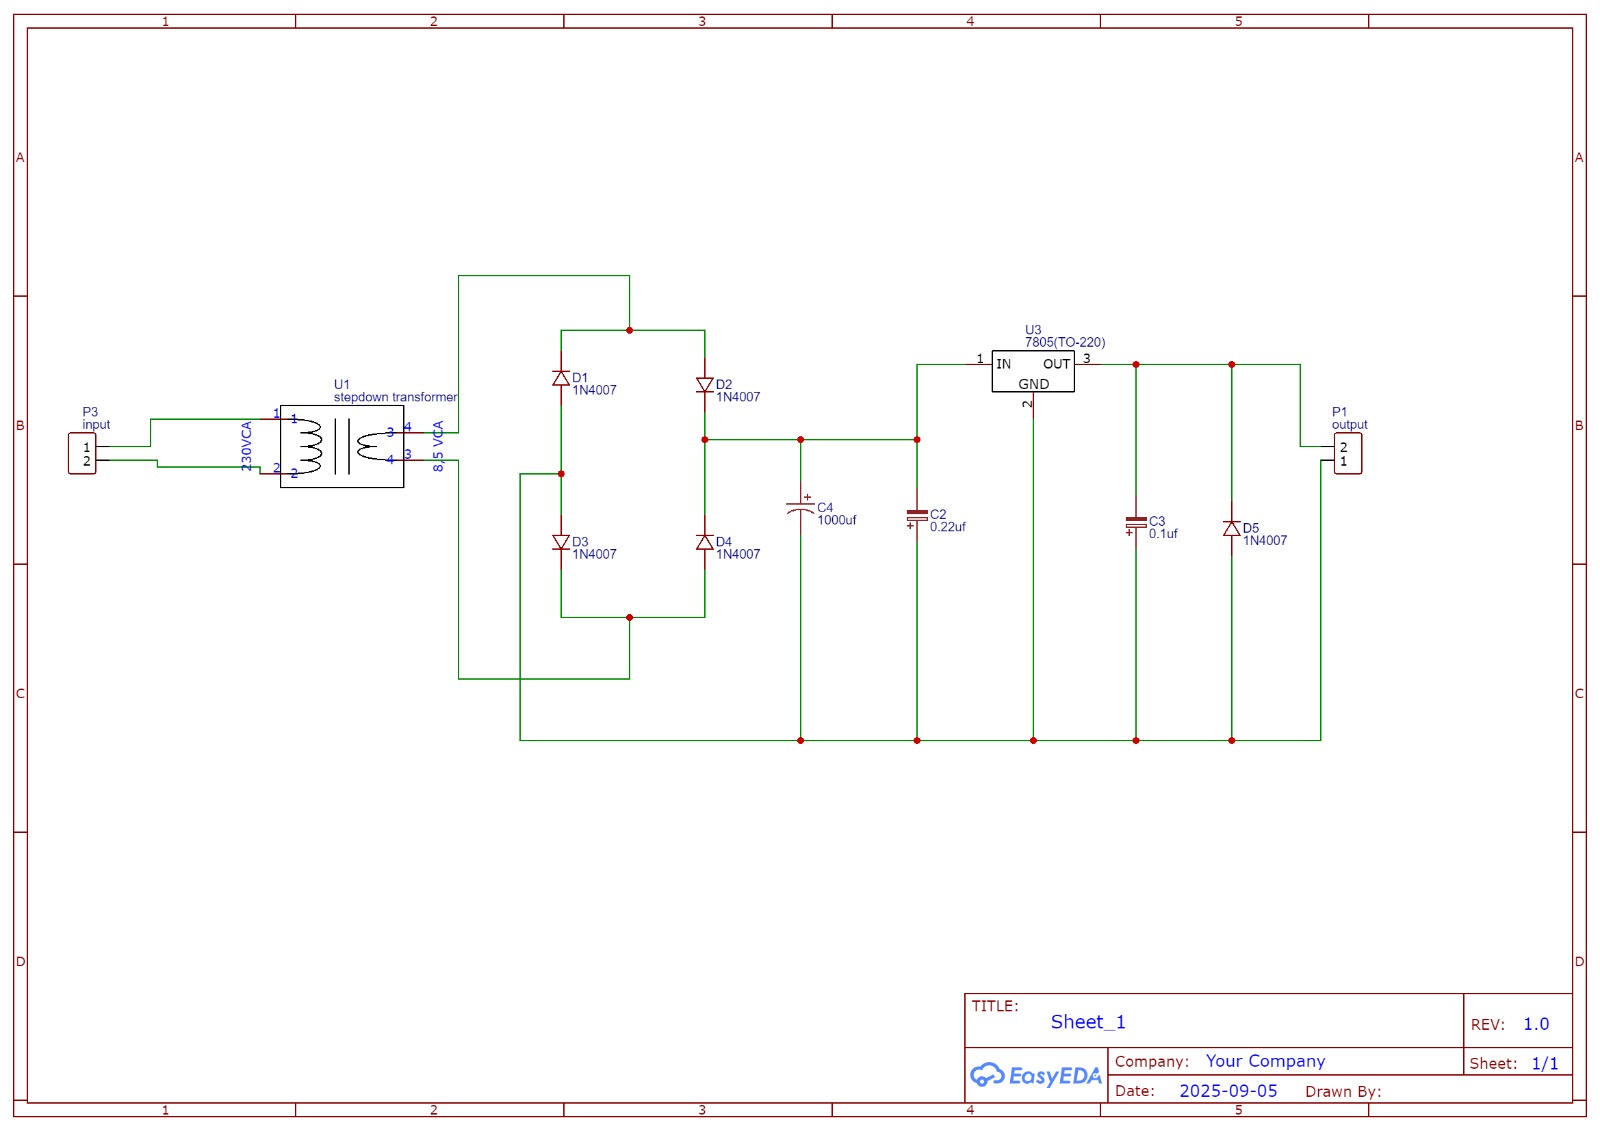 1 2 3 4 5
A A
U3
7805(TO-220)
1 IN OUT 3
GND
2
D1
1N4007
D2
1N4007
U1
stepdown transformer
P3
input
1
2
230VCA
1 1
2 2
3 4
4 3
8,5 VCA
P1
output
2
1
B B
+
C4
1000uf
C2
0.22uf
+
C3
0.1uf
+
D5
1N4007
D3
1N4007
D4
1N4007
C C
D D
TITLE:
Sheet_1
REV: 1.0
EasyEDA
Company: Your Company
Sheet: 1/1
Date: 2025-09-05 Drawn By:
1 2 3 4 5